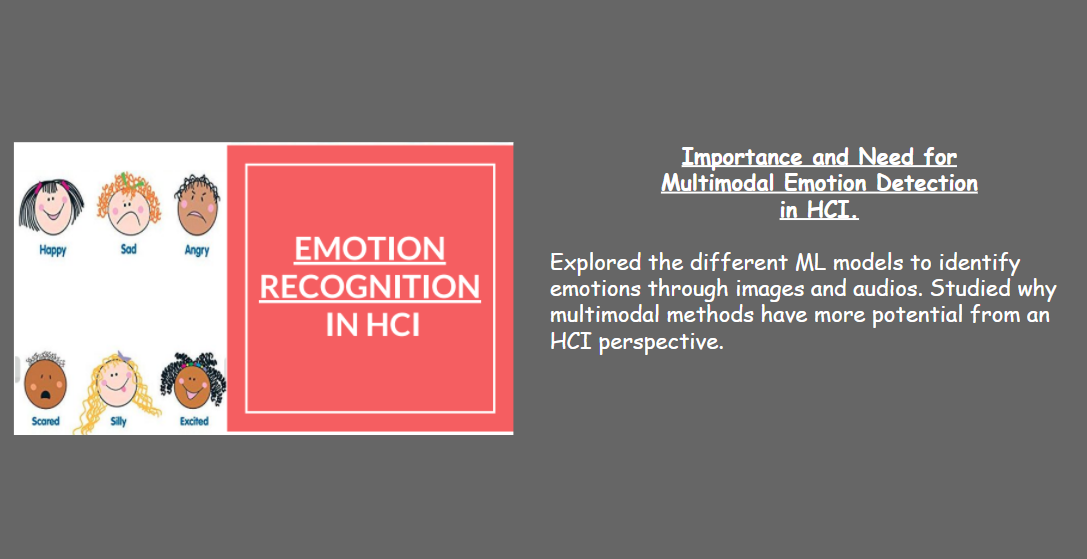 Happy
Sad
Angry
Scared
Silly
Excited
EMOTION
RECOGNITION
IN HCI
Importance and Need for
Multimodal Emotion Detection
in HCI.
Explored the different ML models to identify
emotions through images and audios. Studied why
multimodal methods have more potential from an
HCI perspective.